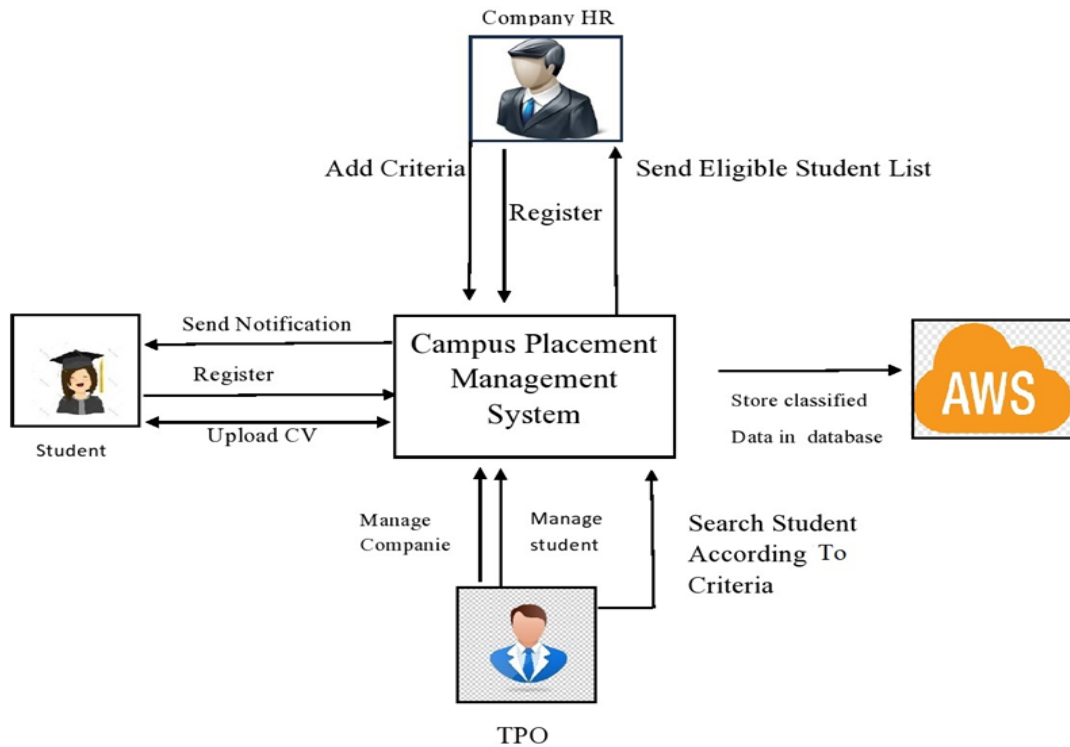 Company HR
Add Criteria
Send Eligible Student List
Register
Send Notification
Register
Upload CV
Student
Campus Placement
Management
System
Store classified
Data in database
AWS
Manage
Companie
Manage
student
Search Student
According To
Criteria
TPO